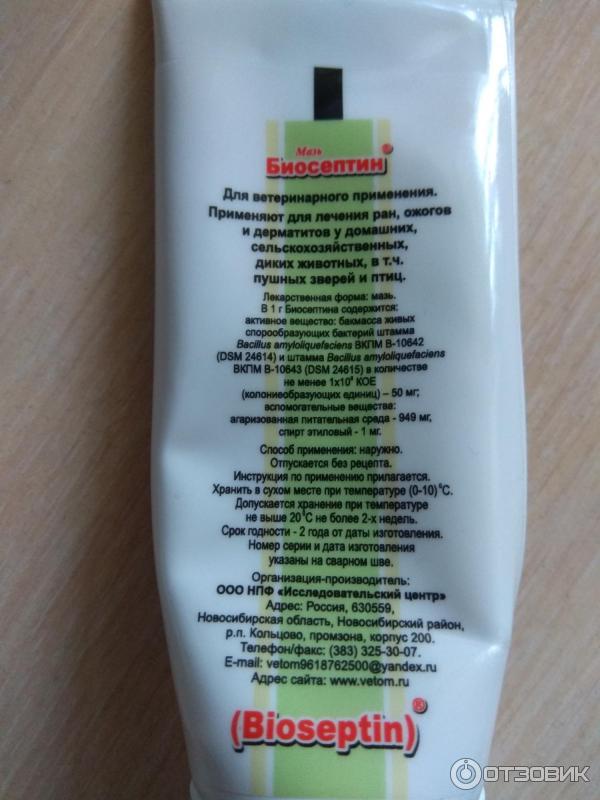 Мазь
Биосептин®
Для ветеринарного применения.
Применяют для лечения ран, ожогов
и дерматитов у домашних,
сельскохозяйственных,
диких животных, в т.ч.
пушных зверей и птиц.
Лекарственная форма: мазь.
В 1 г Биосептина содержится:
активное вещество: бакмасса живых
спорообразующих бактерий штамма
Bacillus amyloliquefaciens ВКПМ В-10642
(DSM 24614) и штамма Bacillus amyloliquefaciens
ВКПМ В-10643 (DSM 24615) в количестве
не менее 1х10⁶ КОЕ
(колониеобразующих единиц) – 50 мг;
вспомогательные вещества:
агаризованная питательная среда - 949 мг,
спирт этиловый - 1 мг.
Способ применения: наружно.
Отпускается без рецепта.
Инструкция по применению прилагается.
Хранить в сухом месте при температуре (0-10)°С.
Допускается хранение при температуре
не выше 20°С не более 2-х недель.
Срок годности - 2 года от даты изготовления.
Номер серии и дата изготовления
указаны на сварном шве.
Организация-производитель:
ООО НПФ «Исследовательский центр»
Адрес: Россия, 630559,
Новосибирская область, Новосибирский район,
р.п. Кольцово, промзона, корпус 200.
Телефон/факс: (383) 325-30-07.
E-mail: vetom9618762500@yandex.ru
Адрес сайта: www.vetom.ru
(Bioseptin)®
ОТЗОВИК